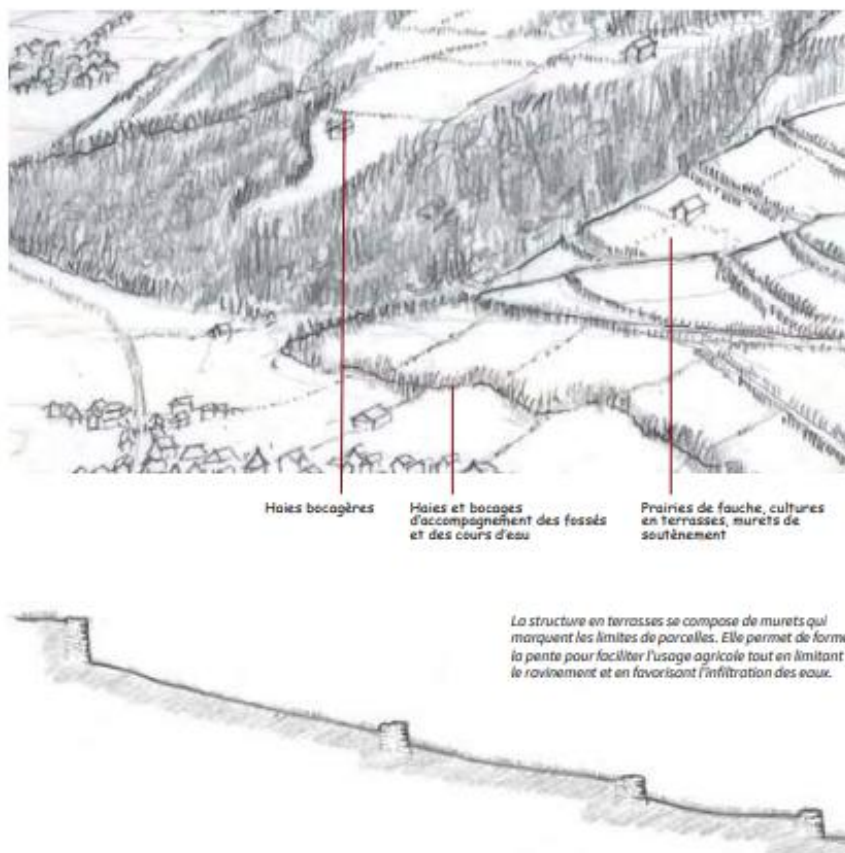 Haies bocagères
Haies et bocages
d'accompagnement des fossés
et des cours d'eau
Prairies de fauche, cultures
en terrasses, murets de
soutènement
La structure en terrasses se compose de murets qui
marquent les limites de parcelles. Elle permet de forme
la pente pour faciliter l'usage agricole tout en limitant
le ravinement et en favorisant l'infiltration des eaux.